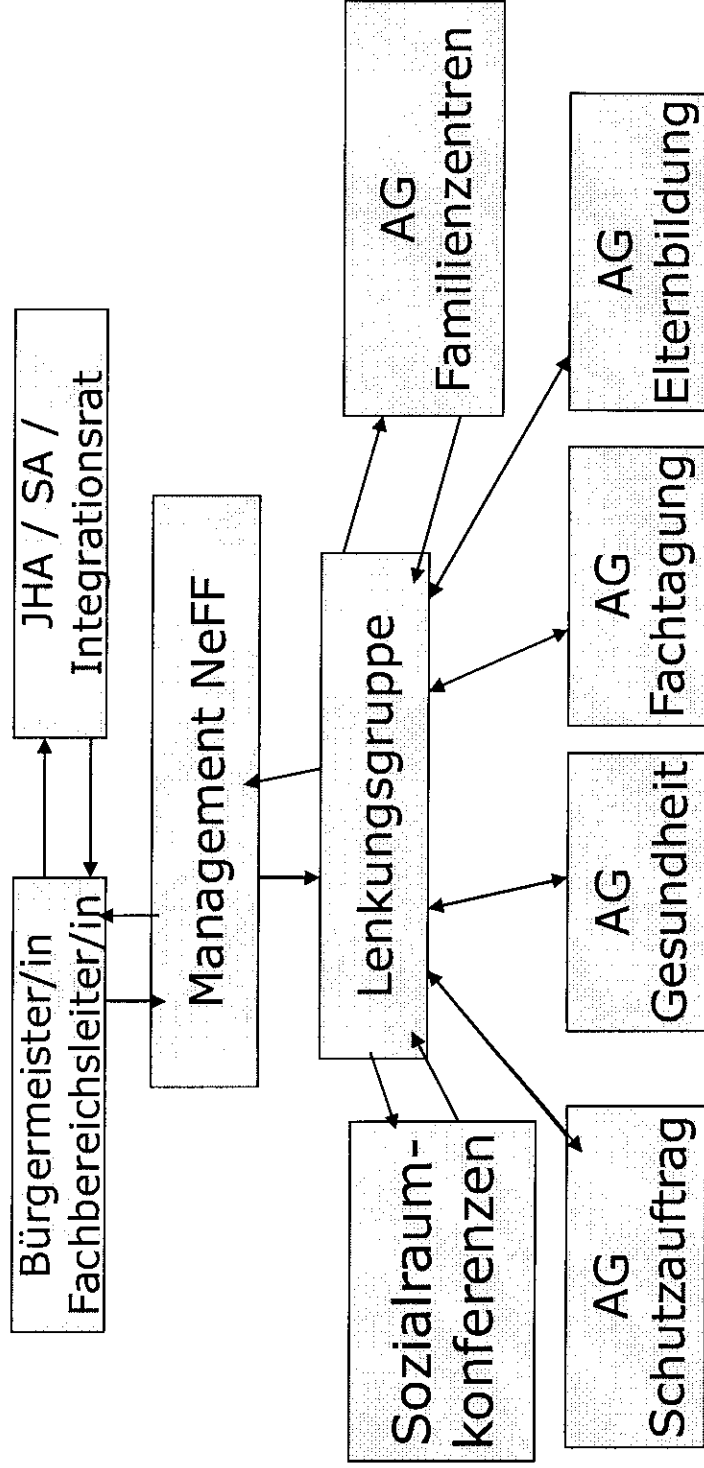 Bürgermeister/in
Fachbereichsleiter/in
JHA / SA /
Integrationsrat
Management NeFF
Lenkungsgruppe
Sozialraum-
konferenzen
AG
Familienzentren
AG
Schutzauftrag
AG
Gesundheit
AG
Fachtagung
AG
Elternbildung